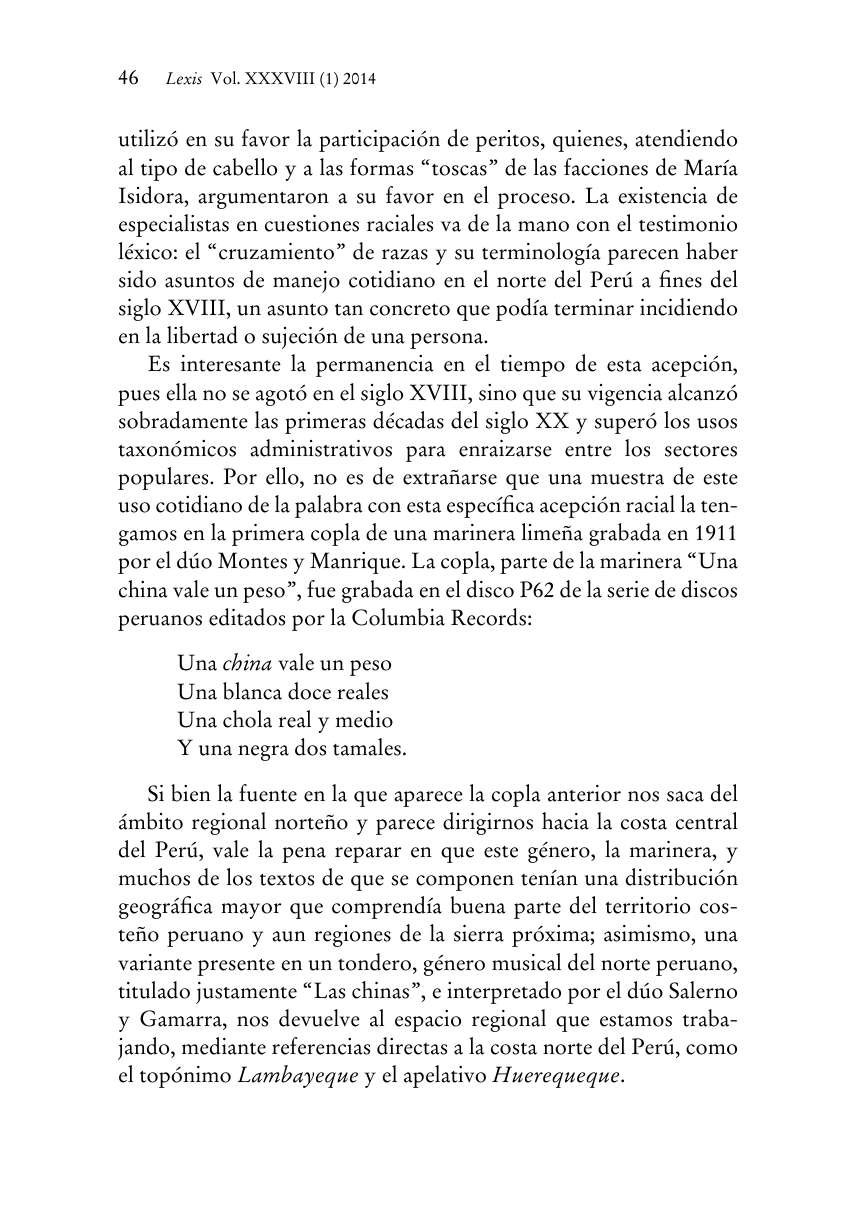 46 Lexis Vol. XXXVIII (1) 2014
utilizó en su favor la participación de peritos, quienes, atendiendo
al tipo de cabello y a las formas “toscas” de las facciones de María
Isidora, argumentaron a su favor en el proceso. La existencia de
especialistas en cuestiones raciales va de la mano con el testimonio
léxico: el “cruzamiento” de razas y su terminología parecen haber
sido asuntos de manejo cotidiano en el norte del Perú a fines del
siglo XVIII, un asunto tan concreto que podía terminar incidiendo
en la libertad o sujeción de una persona.
Es interesante la permanencia en el tiempo de esta acepción,
pues ella no se agotó en el siglo XVIII, sino que su vigencia alcanzó
sobradamente las primeras décadas del siglo XX y superó los usos
taxonómicos administrativos para enraizarse entre los sectores
populares. Por ello, no es de extrañarse que una muestra de este
uso cotidiano de la palabra con esta específica acepción racial la ten-
gamos en la primera copla de una marinera limeña grabada en 1911
por el dúo Montes y Manrique. La copla, parte de la marinera “Una
china vale un peso”, fue grabada en el disco P62 de la serie de discos
peruanos editados por la Columbia Records:
Una china vale un peso
Una blanca doce reales
Una chola real y medio
Y una negra dos tamales.
Si bien la fuente en la que aparece la copla anterior nos saca del
ámbito regional norteño y parece dirigirnos hacia la costa central
del Perú, vale la pena reparar en que este género, la marinera, y
muchos de los textos de que se componen tenían una distribución
geográfica mayor que comprendía buena parte del territorio cos-
teño peruano y aun regiones de la sierra próxima; asimismo, una
variante presente en un tondero, género musical del norte peruano,
titulado justamente “Las chinas”, e interpretado por el dúo Salerno
y Gamarra, nos devuelve al espacio regional que estamos traba-
jando, mediante referencias directas a la costa norte del Perú, como
el topónimo Lambayeque y el apelativo Huerequeque.